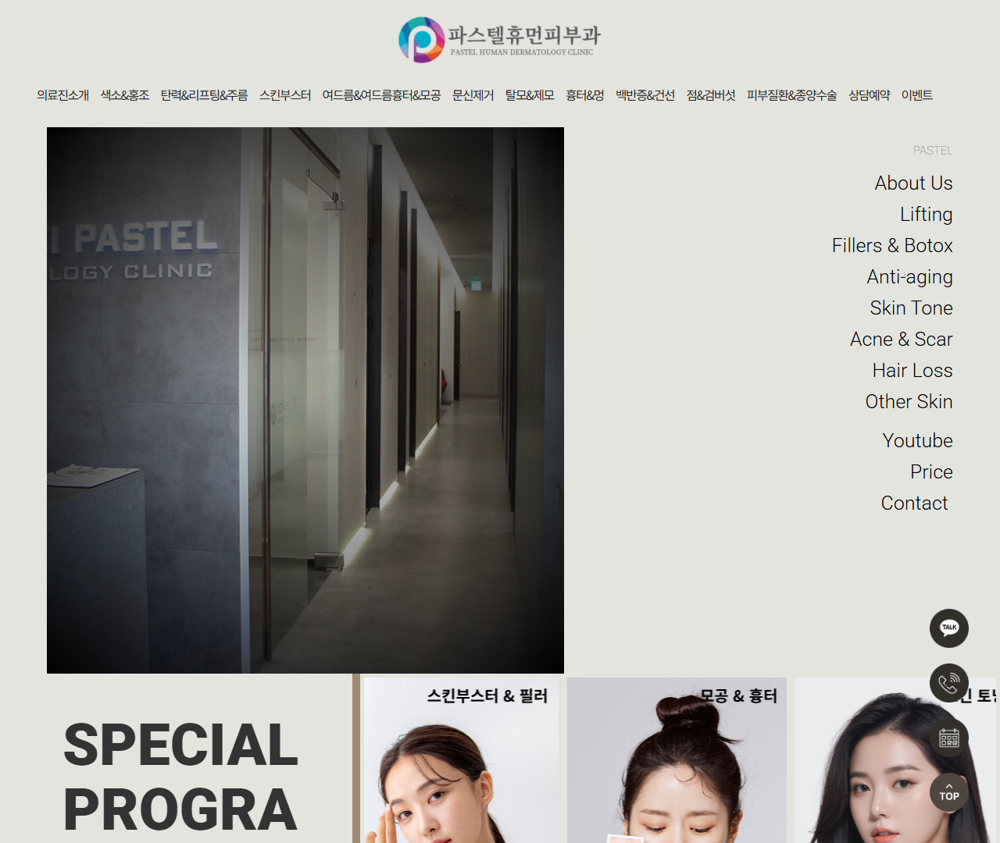 파스텔휴먼피부과
PASTEL HUMAN DERMATOLOGY CLINIC
의료진소개 색소&홍조 탄력&리프팅&주름 스킨부스터 여드름&여드름흉터&모공 문신제거 탈모&제모 흉터&멍 백반증&건선 점&검버섯 피부질환&종양수술 상담예약 이벤트
I PASTEL
LOGY CLINIC
CONSULTING ROOM
PASTEL
About Us
Lifting
Fillers & Botox
Anti-aging
Skin Tone
Acne & Scar
Hair Loss
Other Skin
Youtube
Price
Contact
TALK
SPECIAL
PROGRA
스킨부스터 & 필러
모공 & 흉터
TOP